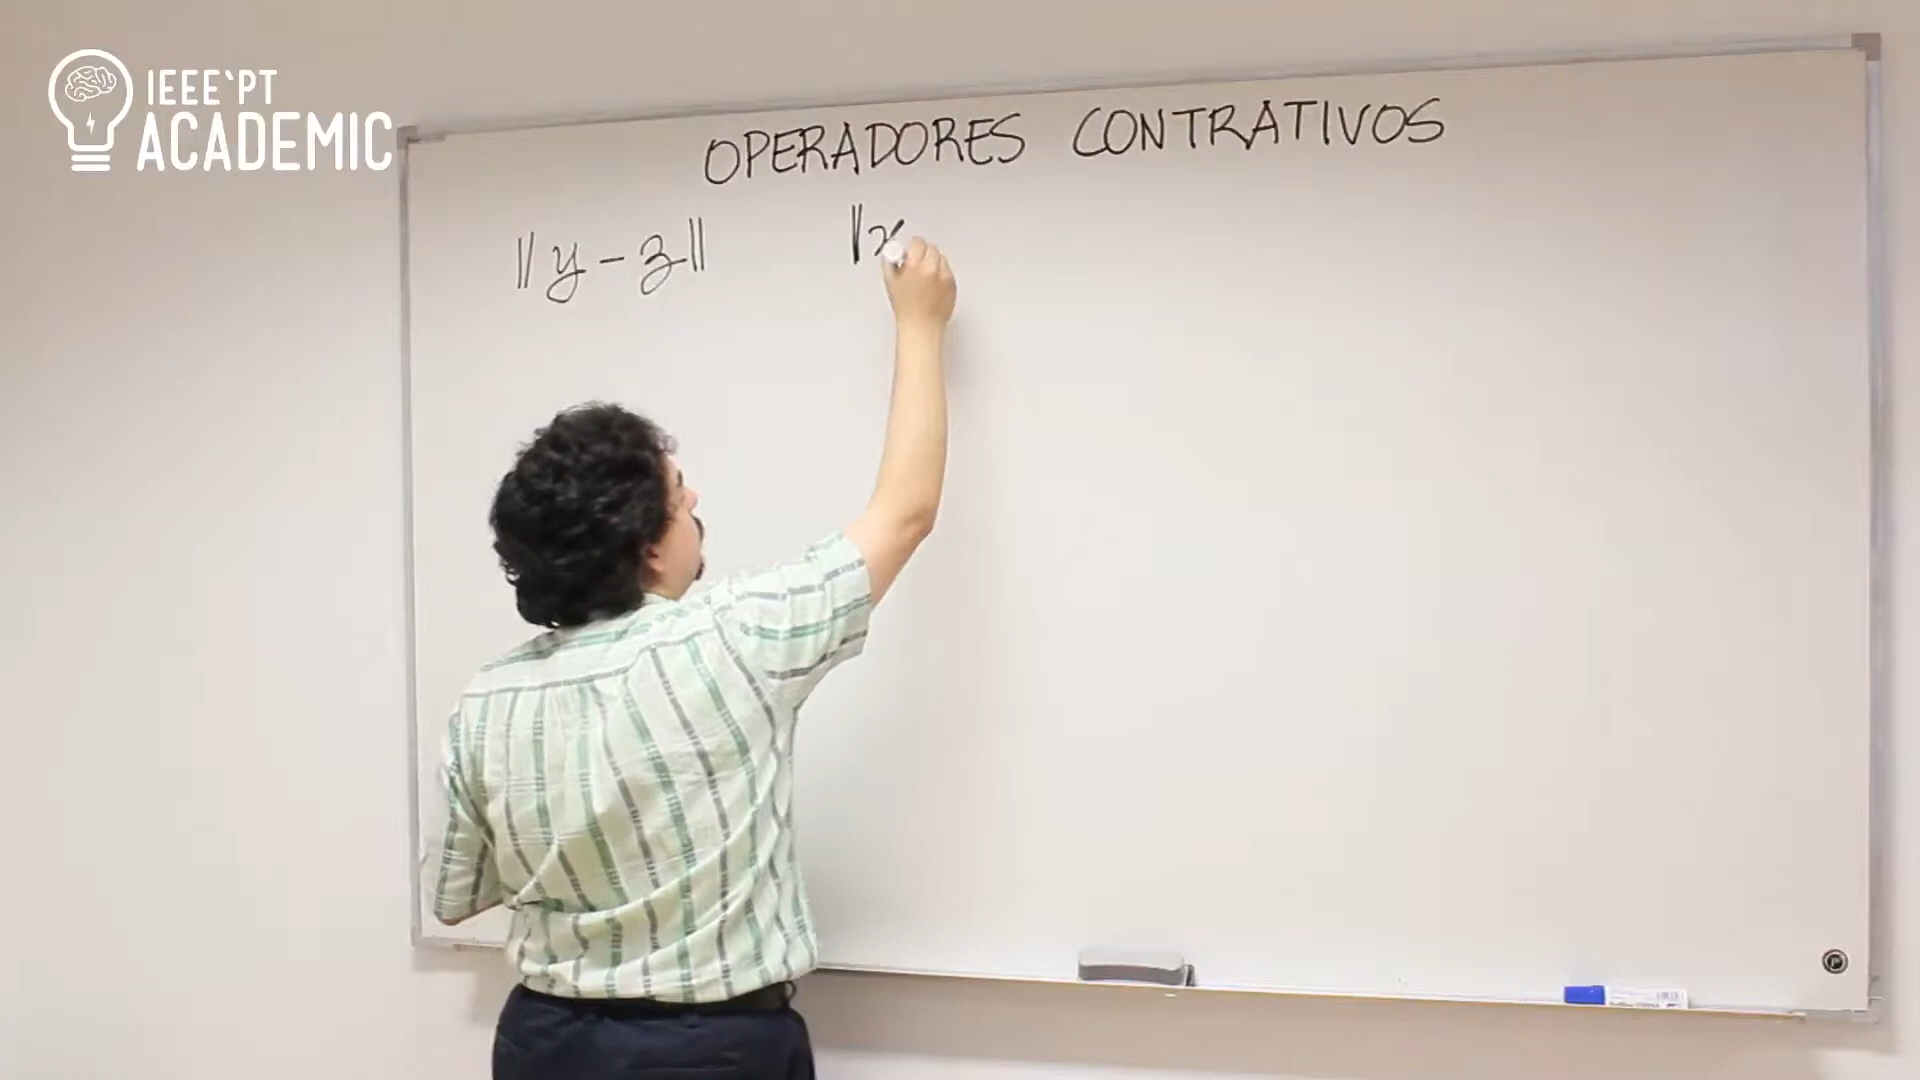 IEEE`PT
ACADEMIC
OPERADORES CONTRATIVOS
|| y - z || || x